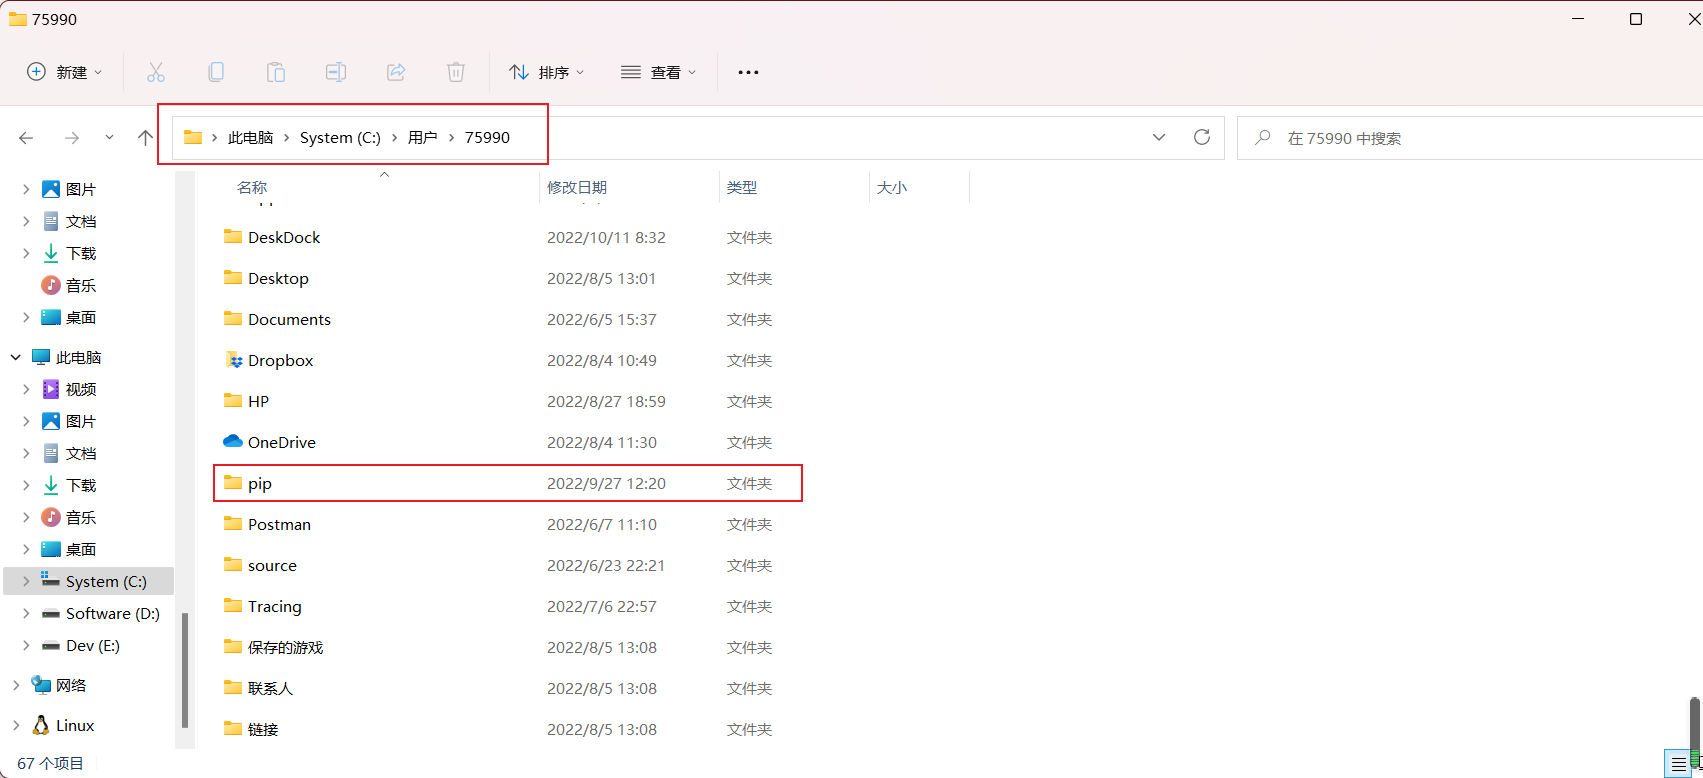 75990
新建
排序
查看
此电脑 System (C:) 用户 75990
在 75990 中搜索
图片
文档
下载
音乐
桌面
此电脑
视频
图片
文档
下载
音乐
桌面
System (C:)
Software (D:)
Dev (E:)
网络
Linux
名称 修改日期 类型 大小
DeskDock 2022/10/11 8:32 文件夹
Desktop 2022/8/5 13:01 文件夹
Documents 2022/6/5 15:37 文件夹
Dropbox 2022/8/4 10:49 文件夹
HP 2022/8/27 18:59 文件夹
OneDrive 2022/8/4 11:30 文件夹
pip 2022/9/27 12:20 文件夹
Postman 2022/6/7 11:10 文件夹
source 2022/6/23 22:21 文件夹
Tracing 2022/7/6 22:57 文件夹
保存的游戏 2022/8/5 13:08 文件夹
联系人 2022/8/5 13:08 文件夹
链接 2022/8/5 13:08 文件夹
67 个项目